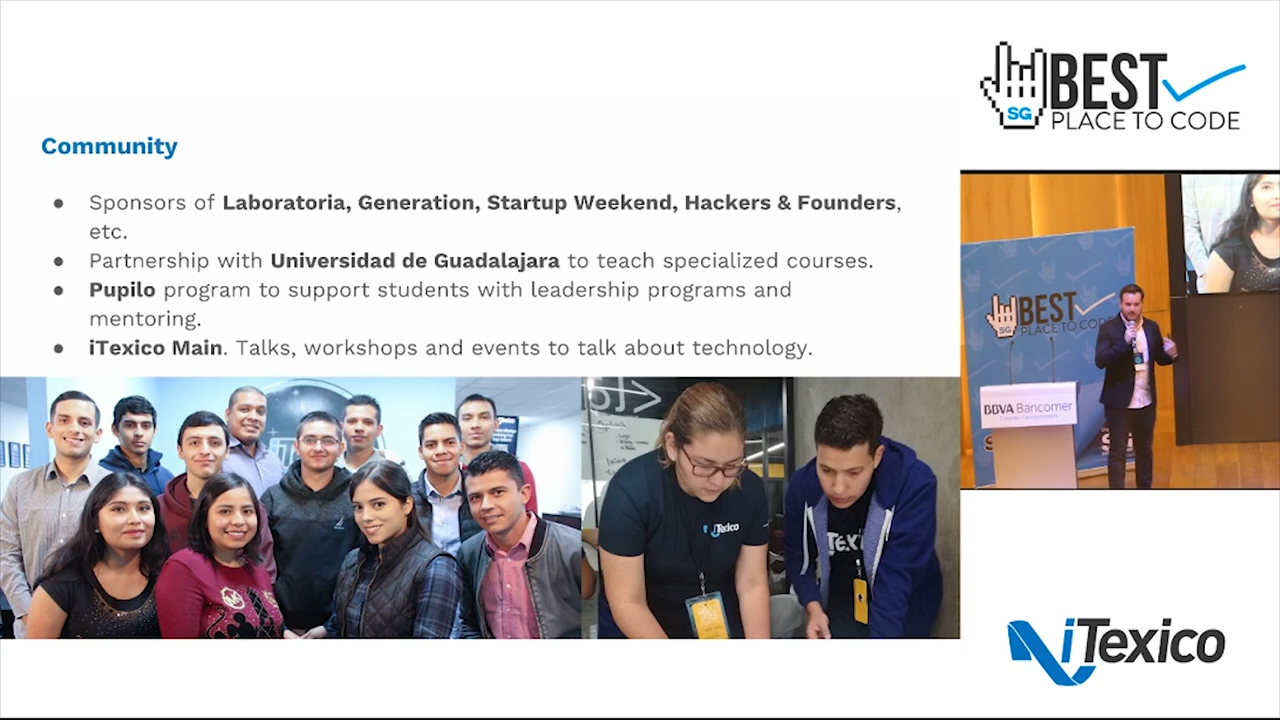 SG
BEST
PLACE TO CODE
Community
● Sponsors of Laboratoria, Generation, Startup Weekend, Hackers & Founders,
etc.
● Partnership with Universidad de Guadalajara to teach specialized courses.
● Pupilo program to support students with leadership programs and
mentoring.
● iTexico Main. Talks, workshops and events to talk about technology.
SG
BEST
PLACE TO CODE
BBVA Bancomer
iTexico
iTexico